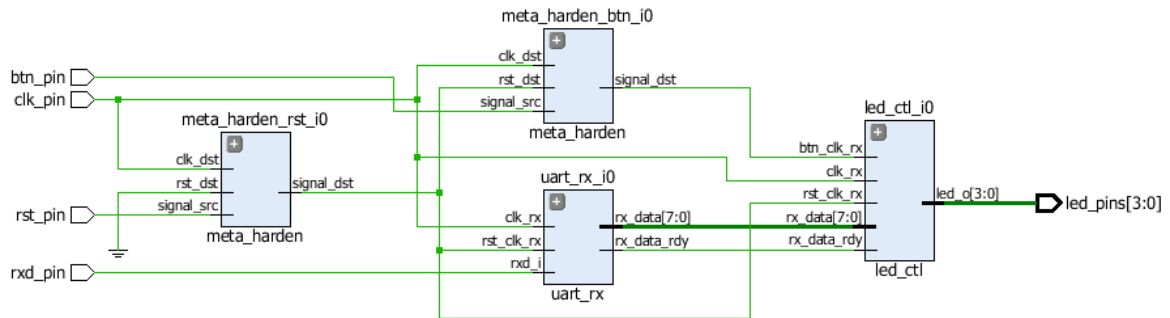 meta_harden_btn_i0
clk_dst
rst_dst
signal_src
signal_dst
meta_harden
btn_pin
clk_pin
meta_harden_rst_i0
clk_dst
rst_dst
signal_src
signal_dst
meta_harden
rst_pin
rxd_pin
uart_rx_i0
clk_rx
rst_clk_rx
rxd_i
rx_data[7:0]
rx_data_rdy
uart_rx
led_ctl_i0
btn_clk_rx
clk_rx
rst_clk_rx
rx_data[7:0]
rx_data_rdy
led_o[3:0]
led_ctl
led_pins[3:0]